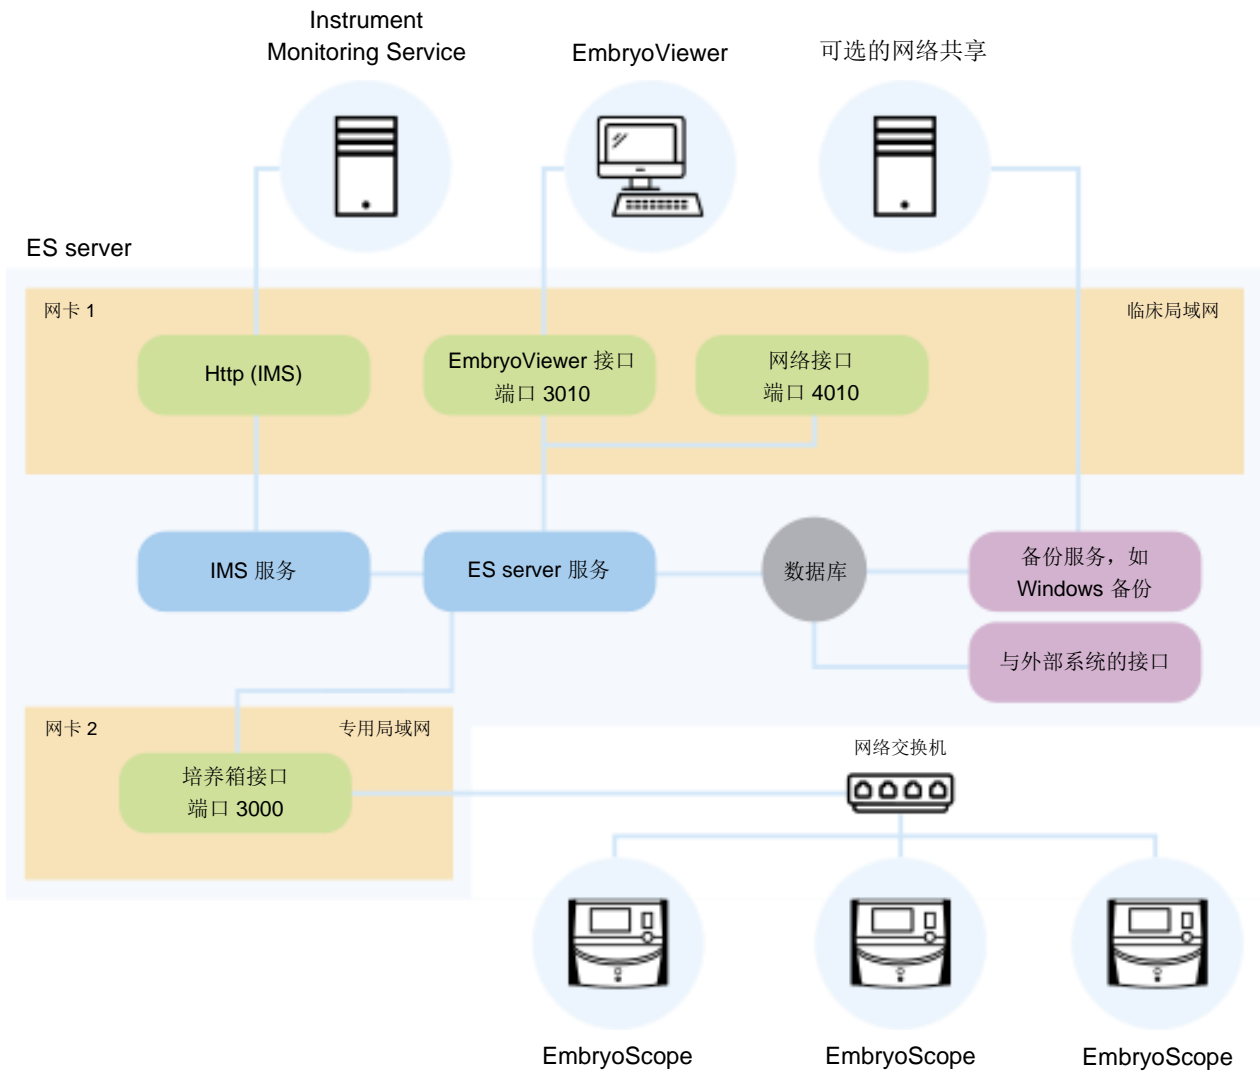 Instrument
Monitoring Service
EmbryoViewer
可选的网络共享
ES server
网卡 1
临床局域网
Http (IMS)
EmbryoViewer 接口
端口 3010
网络接口
端口 4010
IMS 服务
ES server 服务
数据库
备份服务，如
Windows 备份
与外部系统的接口
网卡 2
专用局域网
培养箱接口
端口 3000
网络交换机
EmbryoScope
EmbryoScope
EmbryoScope